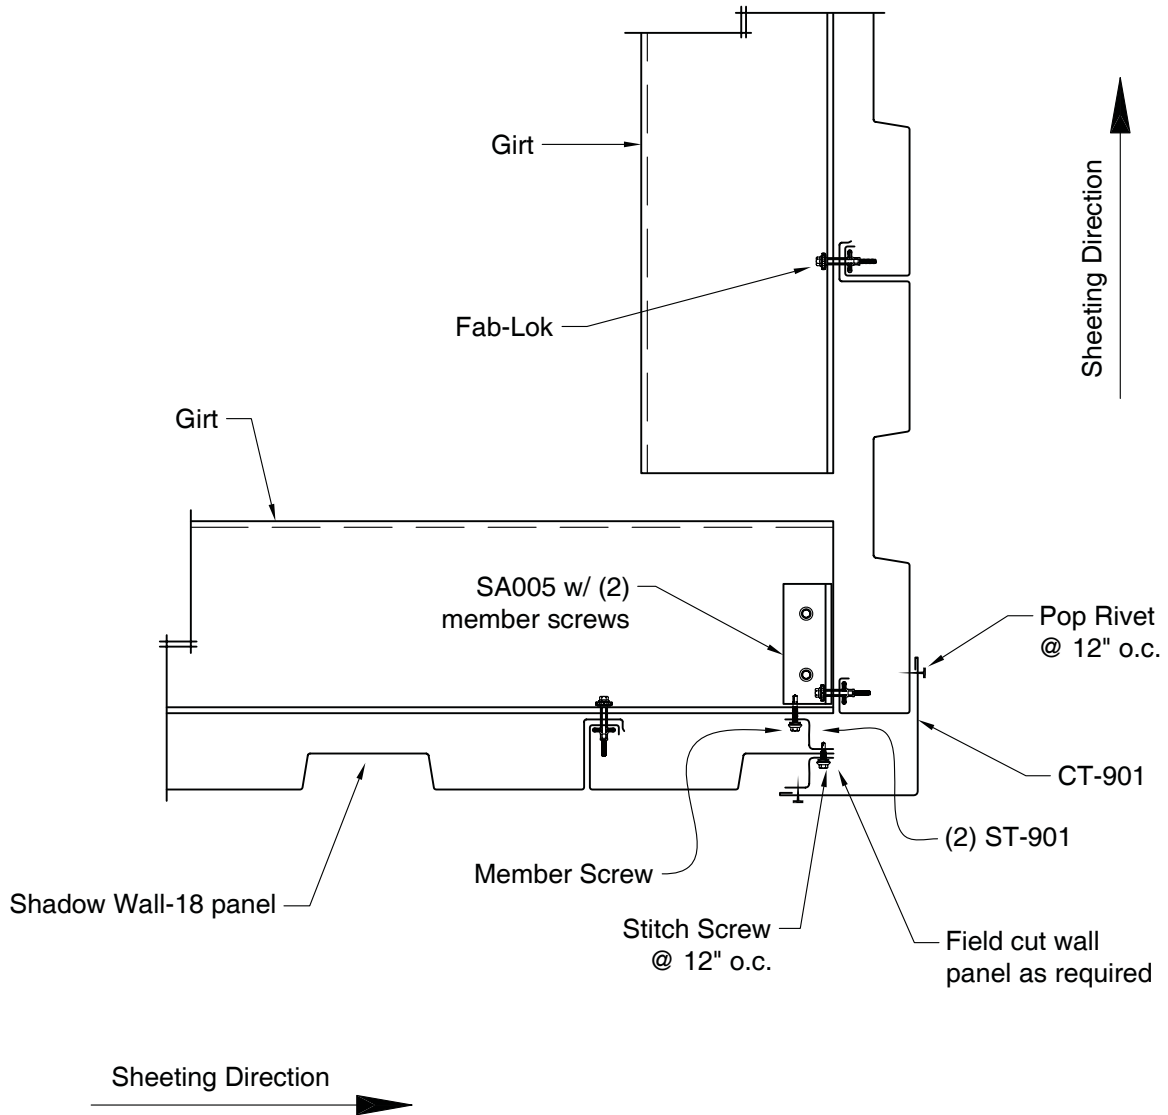 Girt
Sheeting Direction
Fab-Lok
Girt
SA005 w/ (2)
member screws
Pop Rivet
@ 12" o.c.
CT-901
(2) ST-901
Member Screw
Shadow Wall-18 panel
Stitch Screw
@ 12" o.c.
Field cut wall
panel as required
Sheeting Direction